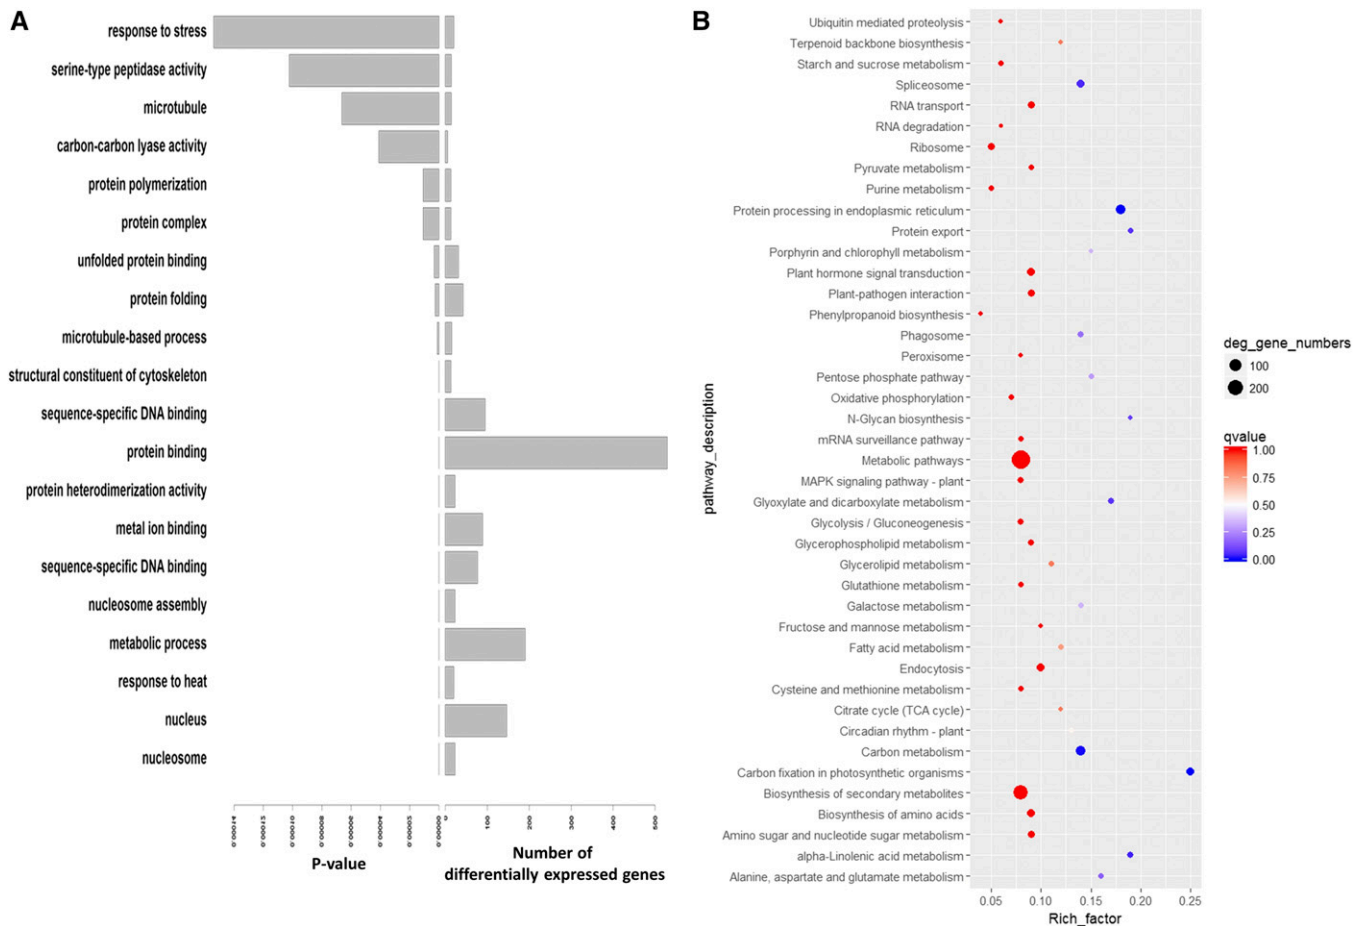 A
response to stress
serine-type peptidase activity
microtubule
carbon-carbon lyase activity
protein polymerization
protein complex
unfolded protein binding
protein folding
microtubule-based process
structural constituent of cytoskeleton
sequence-specific DNA binding
protein binding
protein heterodimerization activity
metal ion binding
sequence-specific DNA binding
nucleosome assembly
metabolic process
response to heat
nucleus
nucleosome
0 100 200 300 400 500
P-value
Number of
differentially expressed genes
B
pathway_description
Ubiquitin mediated proteolysis
Terpenoid backbone biosynthesis
Starch and sucrose metabolism
Spliceosome
RNA transport
RNA degradation
Ribosome
Pyruvate metabolism
Purine metabolism
Protein processing in endoplasmic reticulum
Protein export
Porphyrin and chlorophyll metabolism
Plant hormone signal transduction
Plant-pathogen interaction
Phenylpropanoid biosynthesis
Phagosome
Peroxisome
Pentose phosphate pathway
Oxidative phosphorylation
N-Glycan biosynthesis
mRNA surveillance pathway
Metabolic pathways
MAPK signaling pathway - plant
Glyoxylate and dicarboxylate metabolism
Glycolysis / Gluconeogenesis
Glycerophospholipid metabolism
Glycerolipid metabolism
Glutathione metabolism
Galactose metabolism
Fructose and mannose metabolism
Fatty acid metabolism
Endocytosis
Cysteine and methionine metabolism
Citrate cycle (TCA cycle)
Circadian rhythm - plant
Carbon metabolism
Carbon fixation in photosynthetic organisms
Biosynthesis of secondary metabolites
Biosynthesis of amino acids
Amino sugar and nucleotide sugar metabolism
alpha-Linolenic acid metabolism
Alanine, aspartate and glutamate metabolism
0.05 0.10 0.15 0.20 0.25
Rich_factor
deg_gene_numbers
100
200
qvalue
1.00
0.75
0.50
0.25
0.00